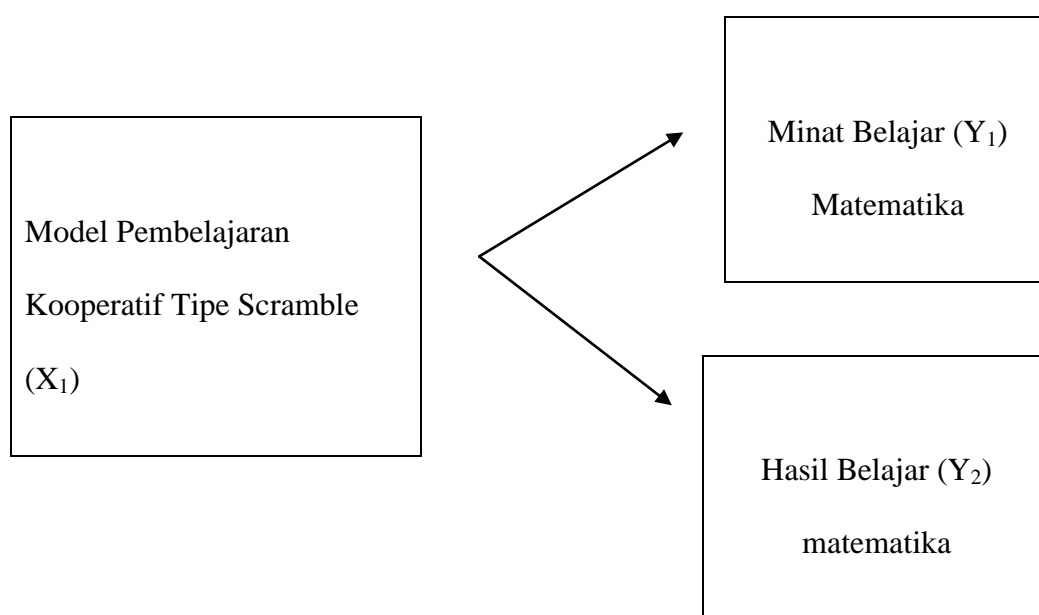 Model Pembelajaran
Kooperatif Tipe Scramble
(X₁)
Minat Belajar (Y₁)
Matematika
Hasil Belajar (Y₂)
matematika